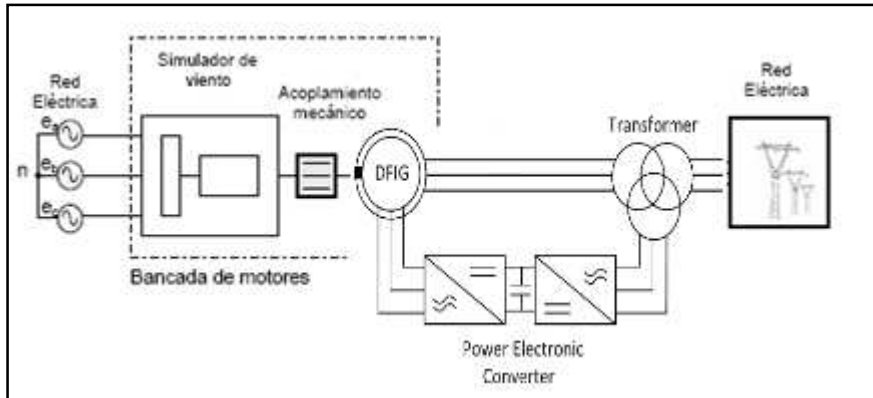 Simulador de
viento
Red
Eléctrica
Acoplamiento
mecánico
Red
Eléctrica
Transformer
n
DFIG
Bancada de motores
Power Electronic
Converter